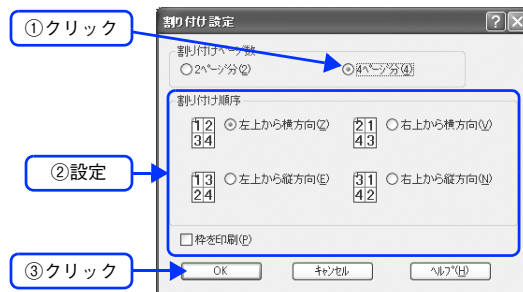 割り付け設定
①クリック
割り付けページ数
○2ページ分(2) ◉4ページ分(4)
割り付け順序
②設定
12
34
◉左上から横方向(Z)
21
43
○右上から横方向(V)
13
24
○左上から縦方向(E)
31
42
○右上から縦方向(N)
□枠を印刷(P)
③クリック
OK キャンセル ヘルプ(H)